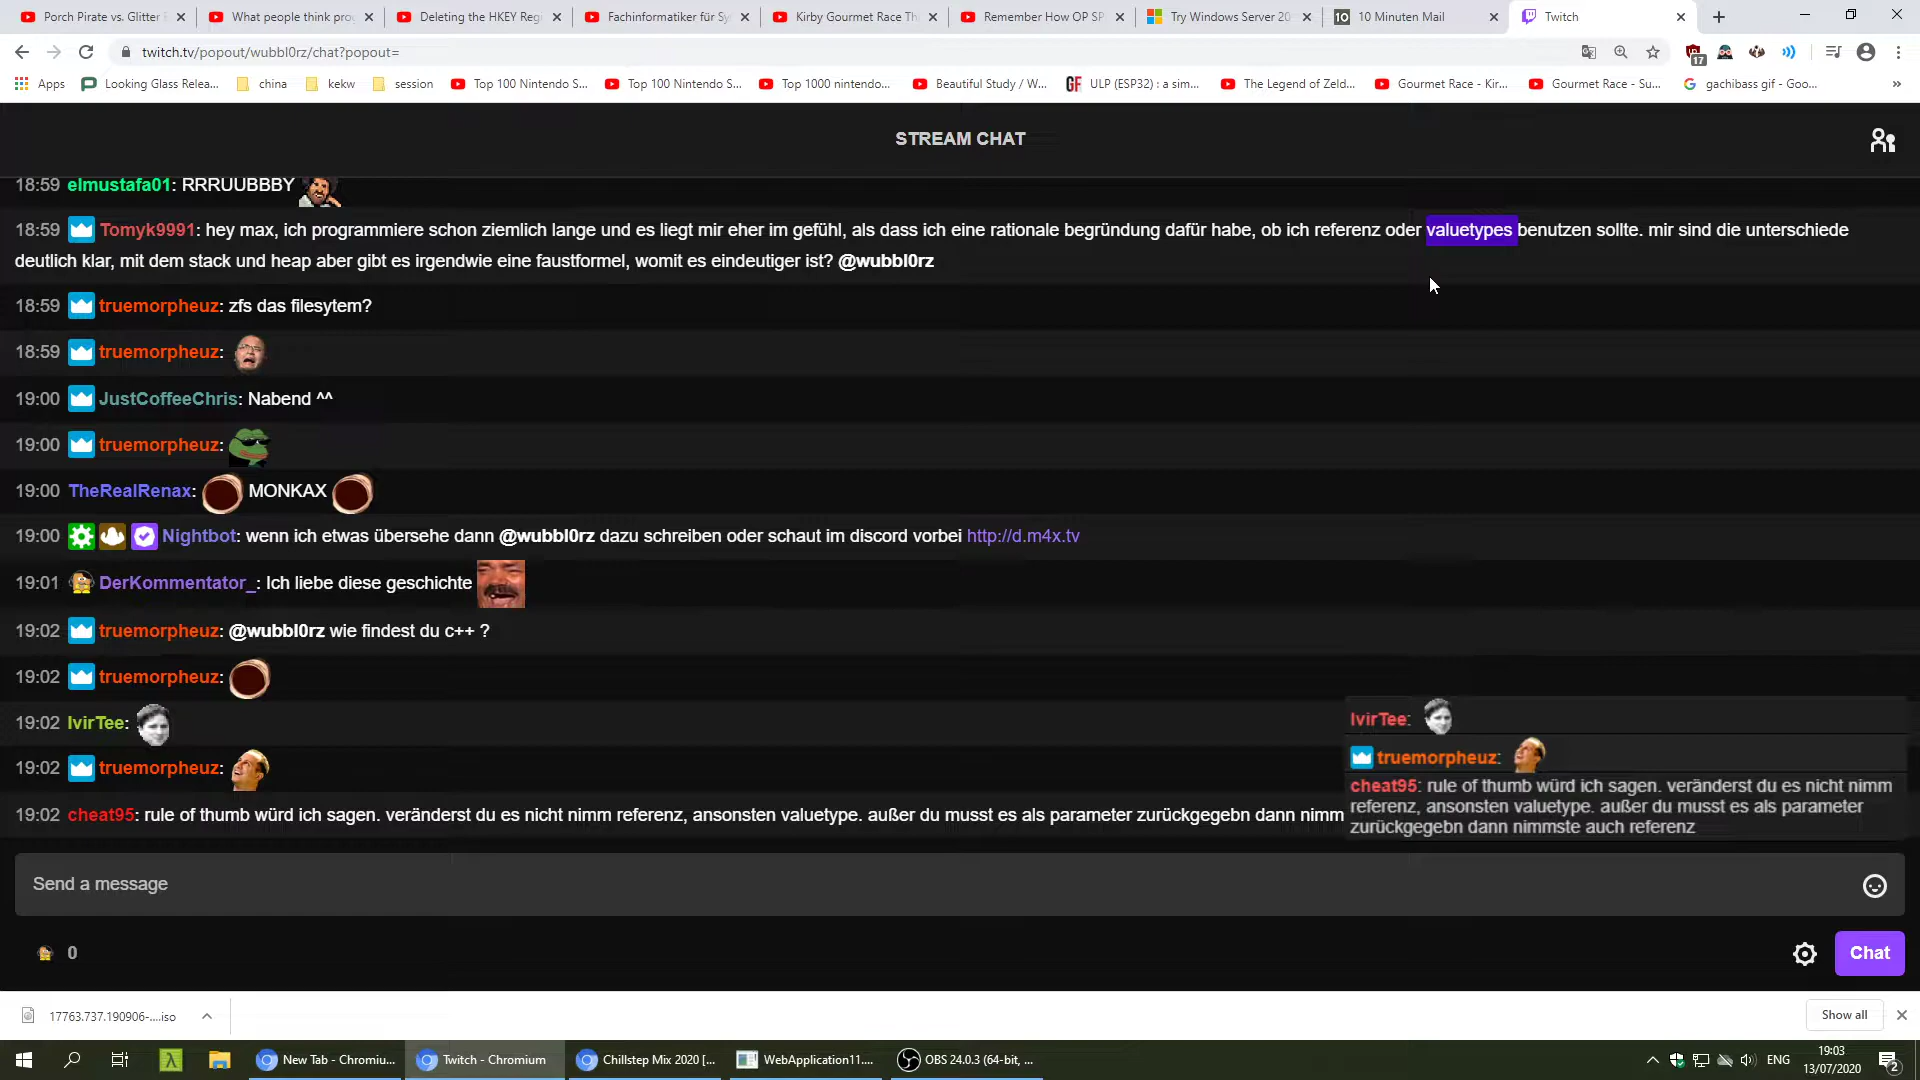 Porch Pirate vs. Glitter
What people think pro
Deleting the HKEY Reg
Fachinformatiker für Sy
Kirby Gourmet Race Th
Remember How OP SP
Try Windows Server 20
10 10 Minuten Mail
Twitch
twitch.tv/popout/wubbl0rz/chat?popout=
17
Apps
Looking Glass Relea...
china
kekw
session
Top 100 Nintendo S...
Top 100 Nintendo S...
Top 1000 nintendo...
Beautiful Study / W...
GF ULP (ESP32) : a sim...
The Legend of Zeld...
Gourmet Race - Kir...
Gourmet Race - Su...
gachibass gif - Goo...
»
STREAM CHAT
18:59 elmustafa01: RRRUUBBBY
18:59 Tomyk9991: hey max, ich programmiere schon ziemlich lange und es liegt mir eher im gefühl, als dass ich eine rationale begründung dafür habe, ob ich referenz oder valuetypes benutzen sollte. mir sind die unterschiede
deutlich klar, mit dem stack und heap aber gibt es irgendwie eine faustformel, womit es eindeutiger ist? @wubbl0rz
18:59 truemorpheuz: zfs das filesytem?
18:59 truemorpheuz:
19:00 JustCoffeeChris: Nabend ^^
19:00 truemorpheuz:
19:00 TheRealRenax: MONKAX
19:00 Nightbot: wenn ich etwas übersehe dann @wubbl0rz dazu schreiben oder schaut im discord vorbei http://d.m4x.tv
19:01 DerKommentator_: Ich liebe diese geschichte
19:02 truemorpheuz: @wubbl0rz wie findest du c++ ?
19:02 truemorpheuz:
19:02 IvirTee:
19:02 truemorpheuz:
19:02 cheat95: rule of thumb würd ich sagen. veränderst du es nicht nimm referenz, ansonsten valuetype. außer du musst es als parameter zurückgegebn dann nimm
IvirTee:
truemorpheuz:
cheat95: rule of thumb würd ich sagen. veränderst du es nicht nimm
referenz, ansonsten valuetype. außer du musst es als parameter
zurückgegebn dann nimmste auch referenz
Send a message
0
Chat
17763.737.190906-....iso
Show all
New Tab - Chromiu...
Twitch - Chromium
Chillstep Mix 2020 [...
WebApplication11....
OBS 24.0.3 (64-bit, ...
ENG
19:03
13/07/2020
2